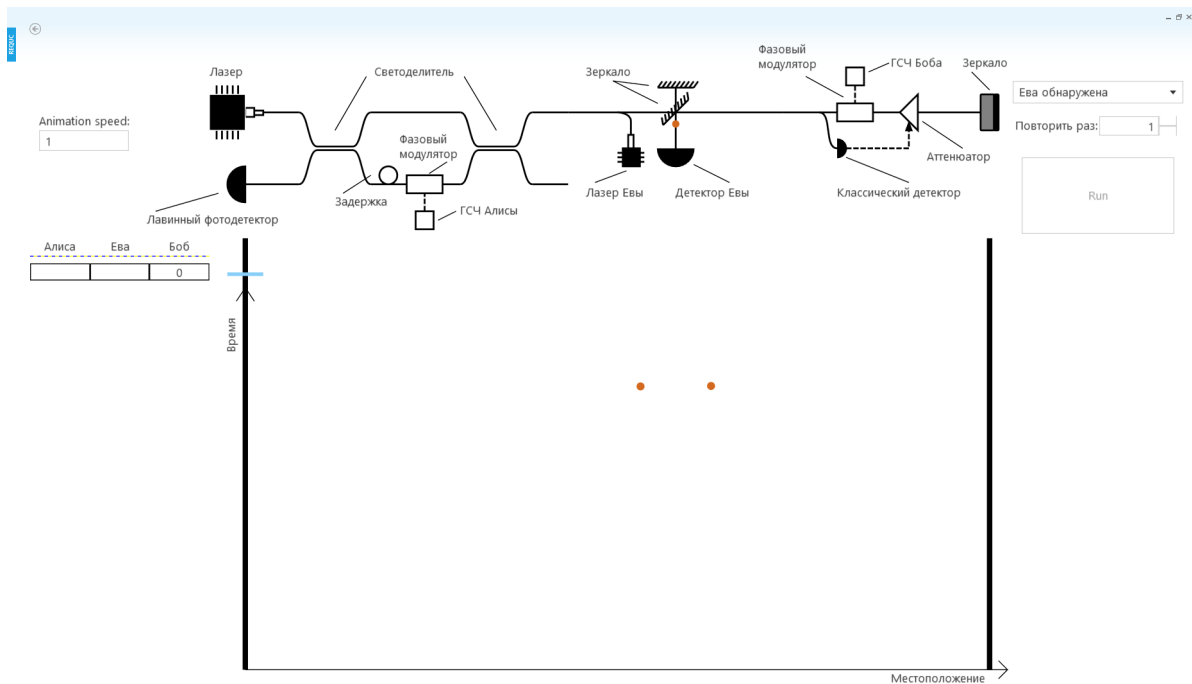 REQUC
Лазер
Светоделитель
Зеркало
Фазовый
модулятор
ГСЧ Боба
Зеркало
Ева обнаружена
Animation speed:
1
Повторить раз:
1
Фазовый
модулятор
Аттенюатор
Задержка
Лазер Евы
Детектор Евы
Классический детектор
Run
ГСЧ Алисы
Лавинный фотодетектор
Алиса
Ева
Боб
0
Время
Местоположение